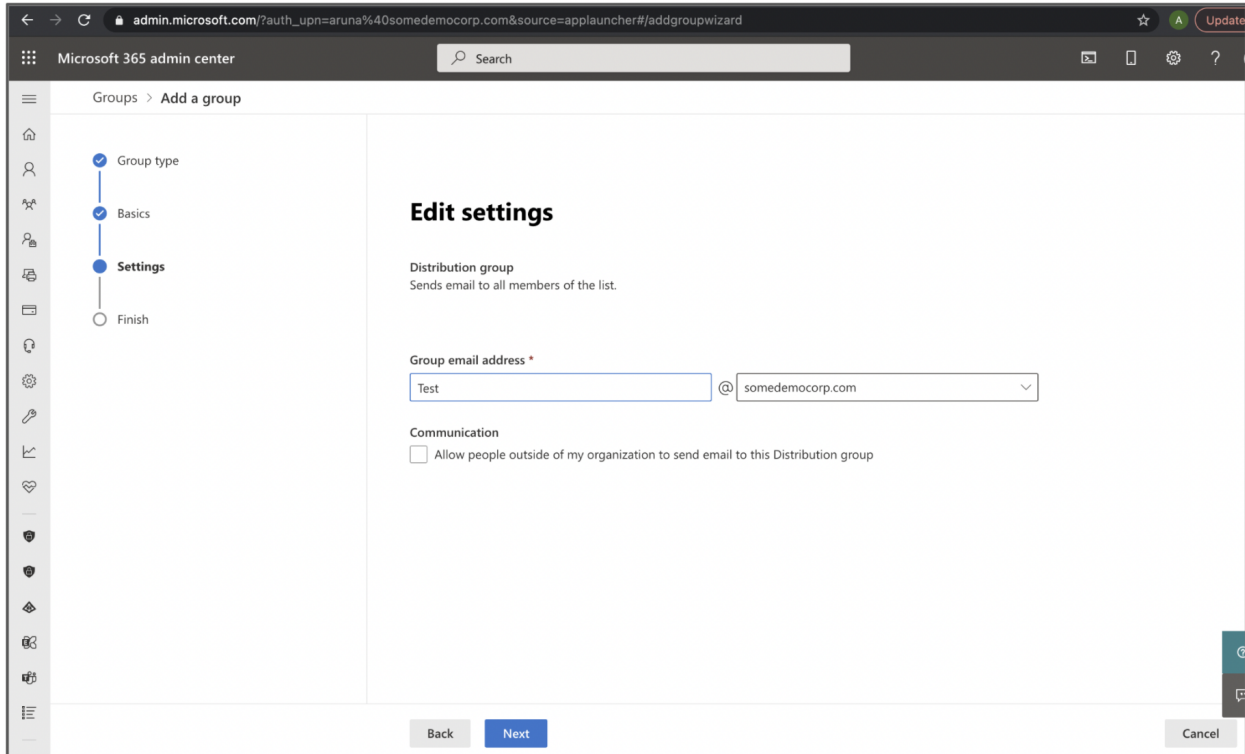 admin.microsoft.com/?auth_upn=aruna%40somedemocorp.com&source=applauncher#/addgroupwizard
A
Update
Microsoft 365 admin center
Search
?
Groups > Add a group
Group type
Basics
Settings
Finish
Edit settings
Distribution group
Sends email to all members of the list.
Group email address *
Test
@
somedemocorp.com
Communication
Allow people outside of my organization to send email to this Distribution group
Back
Next
Cancel